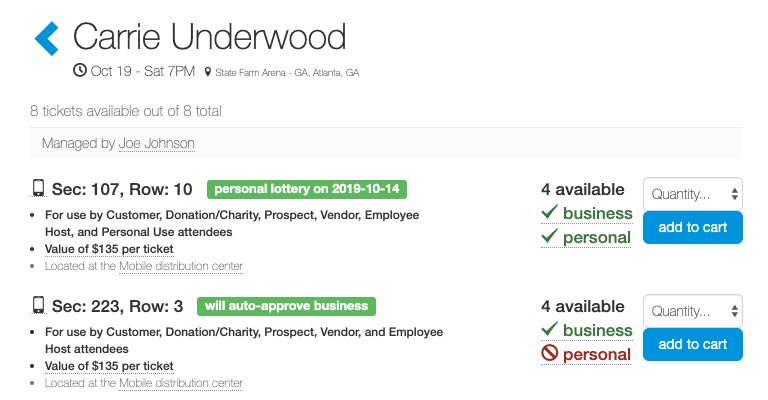 Carrie Underwood
Oct 19 - Sat 7PM State Farm Arena - GA, Atlanta, GA
8 tickets available out of 8 total
Managed by Joe Johnson
Sec: 107, Row: 10 personal lottery on 2019-10-14
4 available
Quantity...
• For use by Customer, Donation/Charity, Prospect, Vendor, Employee
business
Host, and Personal Use attendees
add to cart
personal
• Value of $135 per ticket
• Located at the Mobile distribution center
Sec: 223, Row: 3 will auto-approve business
4 available
Quantity...
• For use by Customer, Donation/Charity, Prospect, Vendor, and Employee
business
Host attendees
add to cart
personal
• Value of $135 per ticket
• Located at the Mobile distribution center